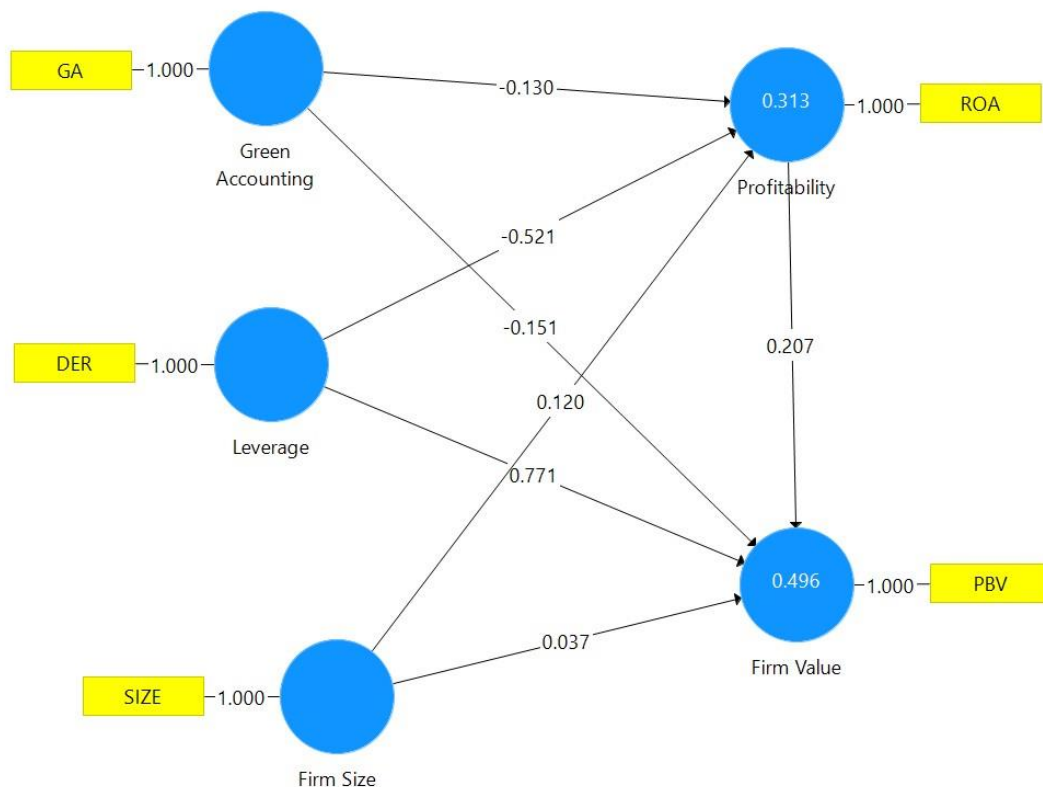 GA
1.000
Green
Accounting
-0.130
0.313
1.000
ROA
Profitability
-0.521
-0.151
DER
1.000
Leverage
0.207
0.120
0.771
0.496
1.000
PBV
Firm Value
0.037
SIZE
1.000
Firm Size